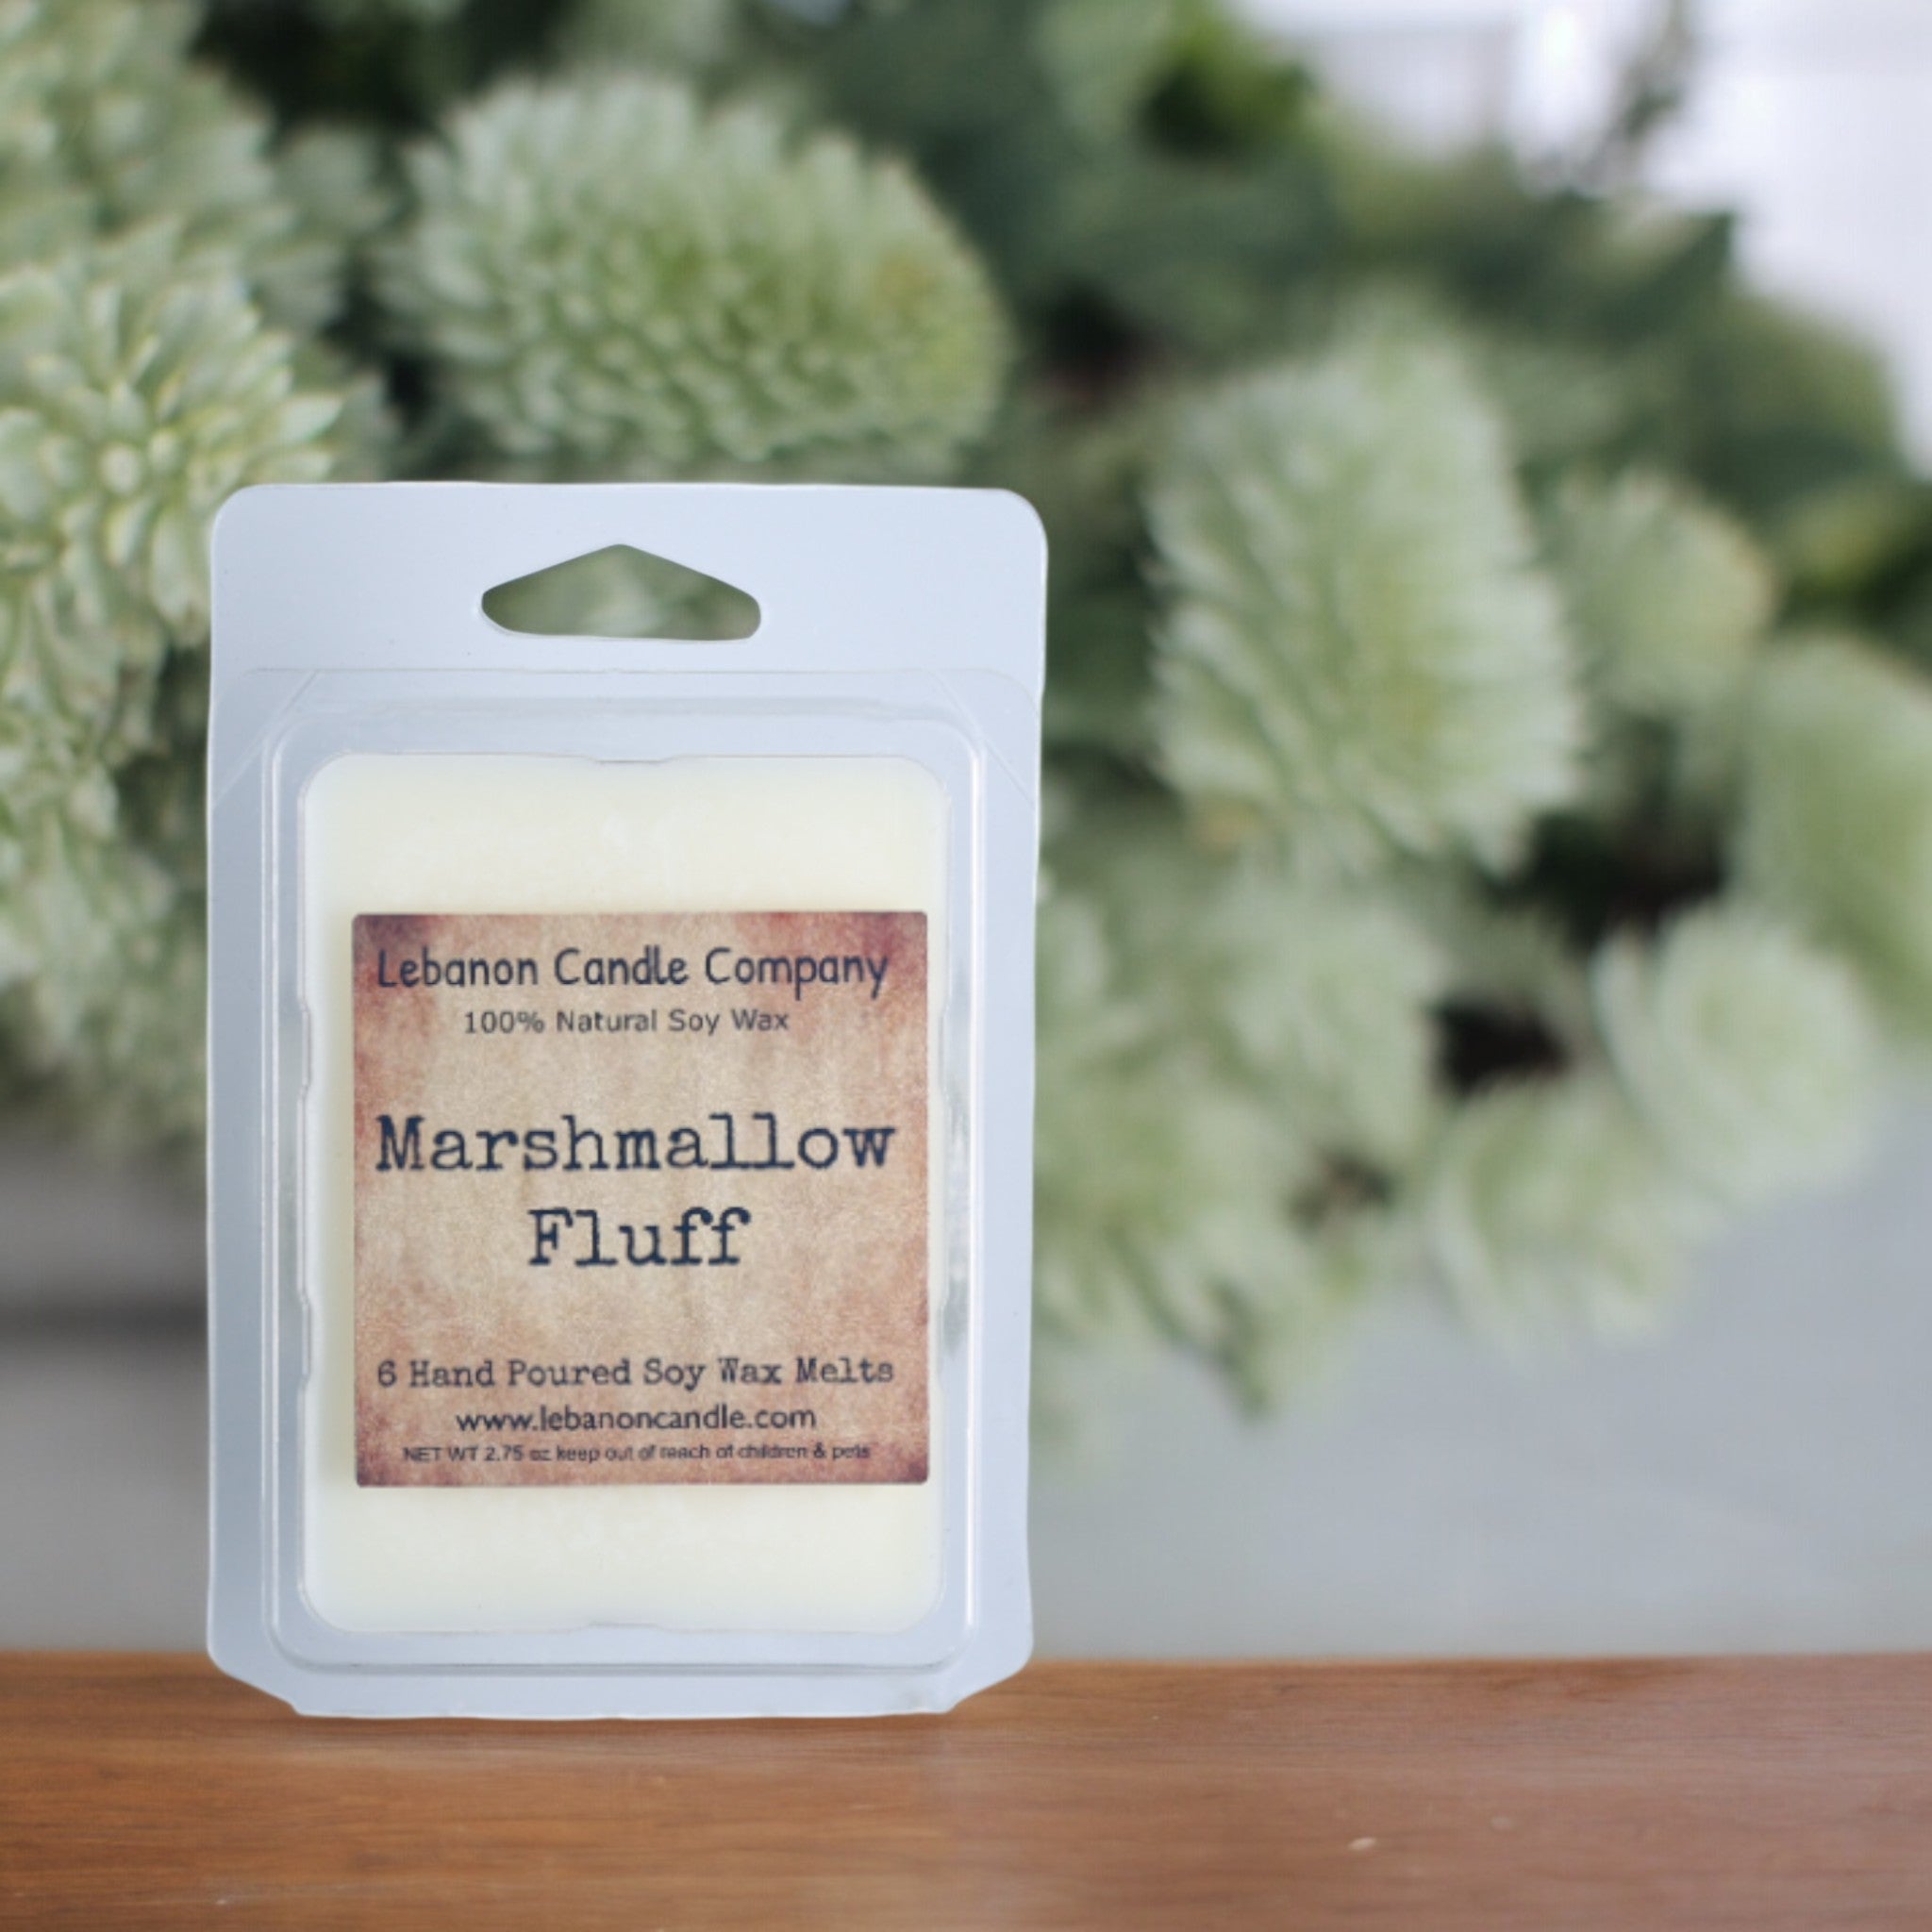 Lebanon Candle Company
100% Natural Soy Wax
Marshmallow
Fluff
6 Hand Poured Soy Wax Melts
www.lebanoncandle.com
NET WT 2.75 oz keep out of reach of children & pets